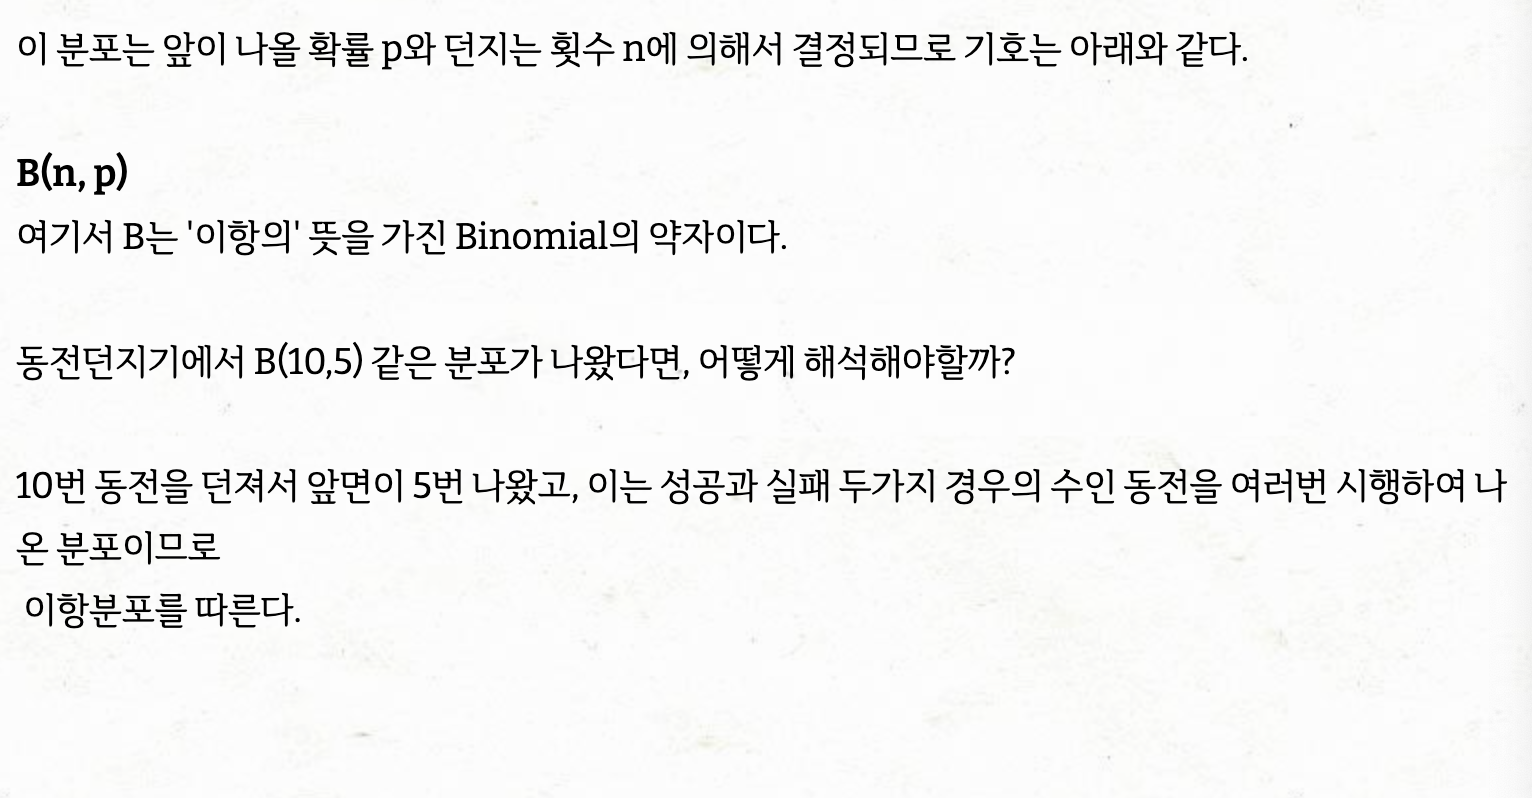 이 분포는 앞이 나올 확률 p와 던지는 횟수 n에 의해서 결정되므로 기호는 아래와 같다.
B(n, p)
여기서 B는 '이항의' 뜻을 가진 Binomial의 약자이다.
동전던지기에서 B(10,5) 같은 분포가 나왔다면, 어떻게 해석해야할까?
10번 동전을 던져서 앞면이 5번 나왔고, 이는 성공과 실패 두가지 경우의 수인 동전을 여러번 시행하여 나
온 분포이므로
이항분포를 따른다.